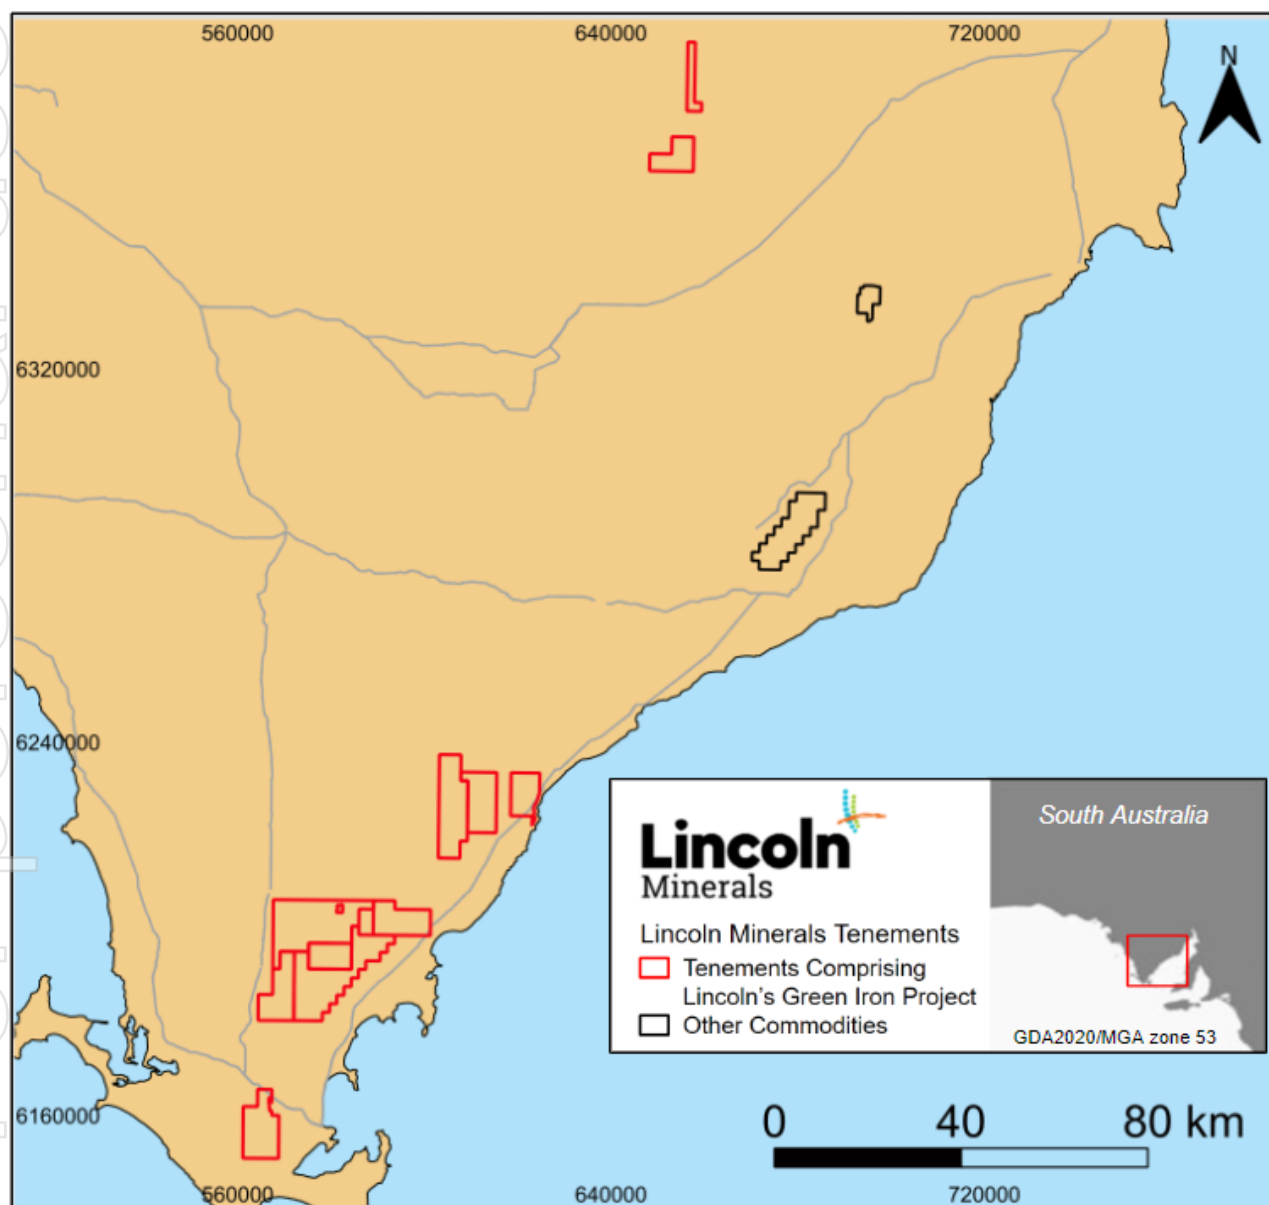 560000 640000 720000
N
6320000
6240000
South Australia
Lincoln
Minerals
Lincoln Minerals Tenements
Tenements Comprising
Lincoln's Green Iron Project
Other Commodities
GDA2020/MGA zone 53
6160000
0 40 80 km
560000 640000 720000